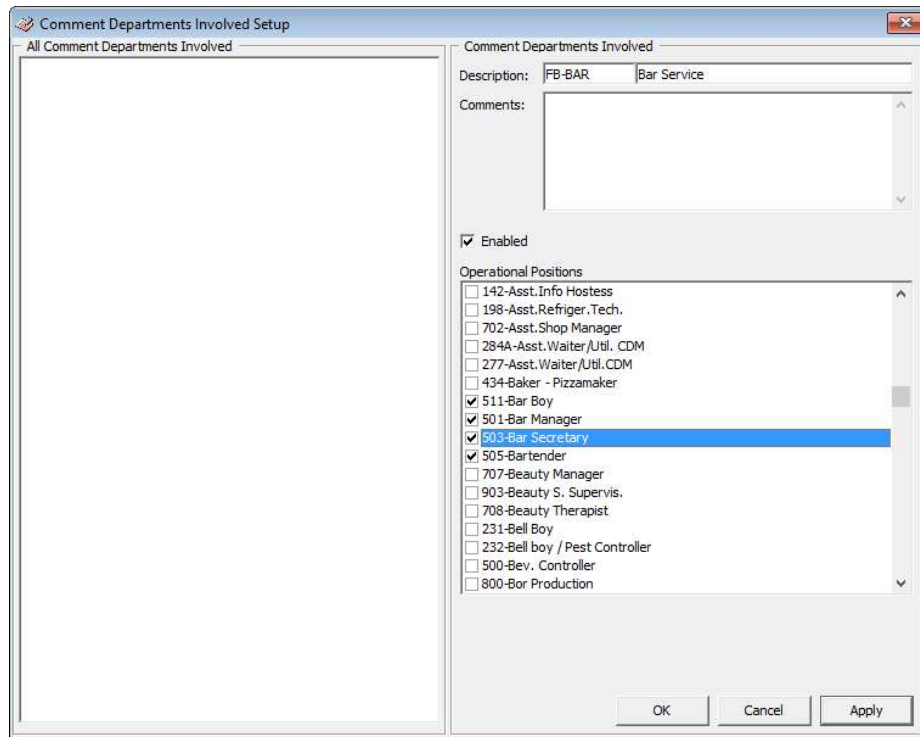 Comment Departments Involved Setup
All Comment Departments Involved
Comment Departments Involved
Description: FB-BAR Bar Service
Comments:
Enabled
Operational Positions
142-Asst.Info Hostess
198-Asst.Refriger.Tech.
702-Asst.Shop Manager
284A-Asst.Waiter/Util. CDM
277-Asst.Waiter/Util.CDM
434-Baker - Pizzamaker
511-Bar Boy
501-Bar Manager
503-Bar Secretary
505-Bartender
707-Beauty Manager
903-Beauty S. Supervis.
708-Beauty Therapist
231-Bell Boy
232-Bell boy / Pest Controller
500-Bev. Controller
800-Bor Production
OK Cancel Apply